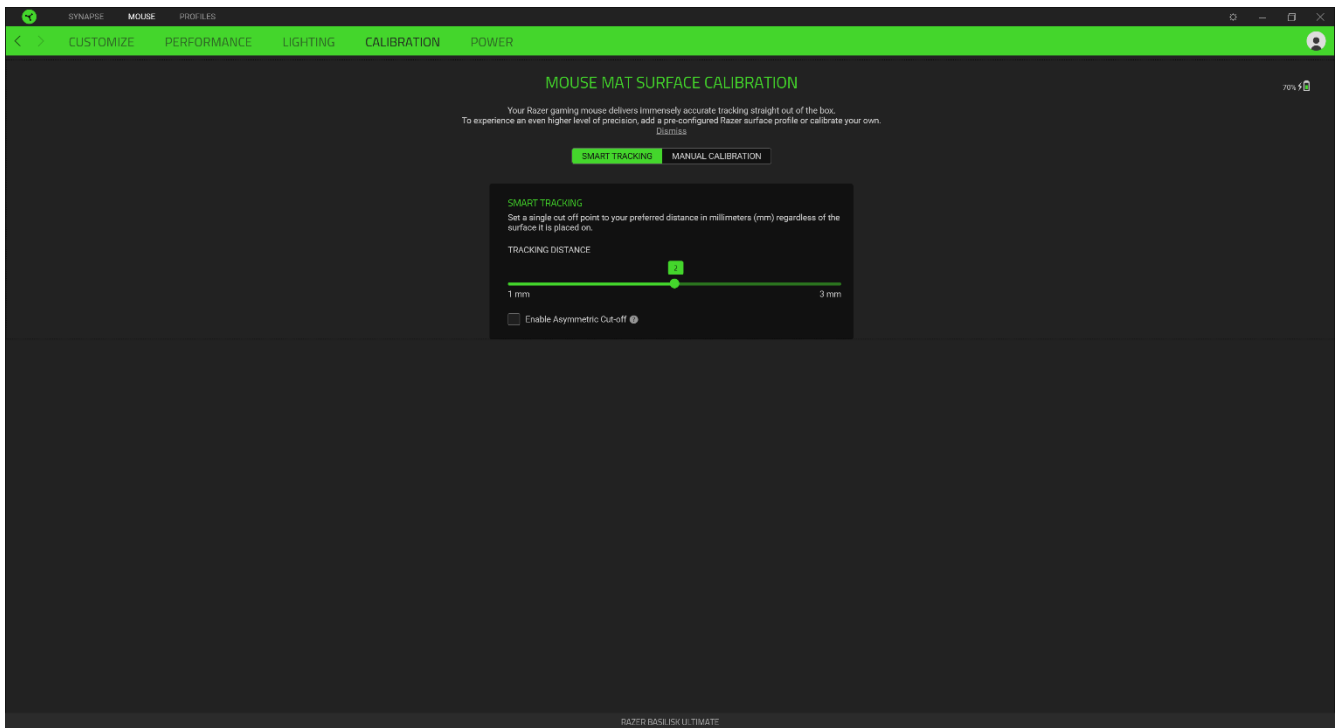 SYNAPSE MOUSE PROFILES
CUSTOMIZE PERFORMANCE LIGHTING CALIBRATION POWER
MOUSE MAT SURFACE CALIBRATION
70%
Your Razer gaming mouse delivers immensely accurate tracking straight out of the box.
To experience an even higher level of precision, add a pre-configured Razer surface profile or calibrate your own.
Dismiss
SMART TRACKING MANUAL CALIBRATION
SMART TRACKING
Set a single cut off point to your preferred distance in millimeters (mm) regardless of the
surface it is placed on.
TRACKING DISTANCE
2
1 mm 3 mm
Enable Asymmetric Cut-off ?
RAZER BASILISK ULTIMATE